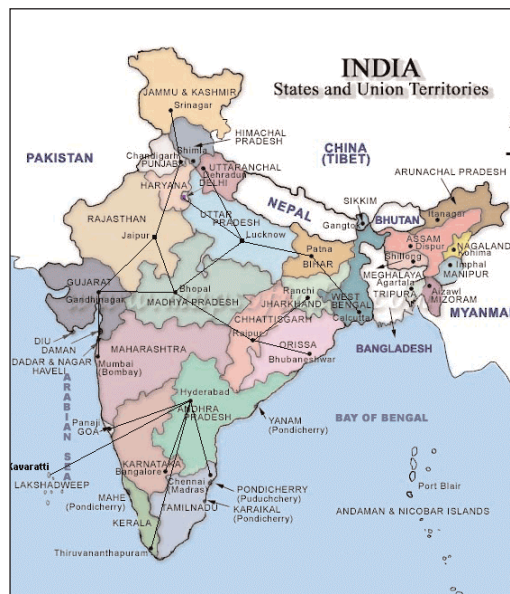 INDIA
States and Union Territories
JAMMU & KASHMIR
Srinagar
HIMACHAL
PRADESH
PAKISTAN
Chandigarh
Shimla
PUNJAB
UTTARANCHAL
Dehradun
HARYANA
DELHI
CHINA
(TIBET)
ARUNACHAL PRADESH
RAJASTHAN
Jaipur
UTTAR
PRADESH
Lucknow
NEPAL
SIKKIM
Gangtok
BHUTAN
Itanagar
ASSAM
Dispur
NAGALAND
Kohima
Shillong
MEGHALAYA
Imphal
MANIPUR
Agartala
TRIPURA
Aizawl
MIZORAM
Patna
BIHAR
GUJARAT
Gandhinagar
Bhopal
MADHYA PRADESH
Ranchi
JHARKHAND
WEST
BENGAL
Calcutta
MYANMA
CHHATTISGARH
Raipur
ORISSA
Bhubaneshwar
BANGLADESH
DIU
DAMAN
DADAR & NAGAR
HAVELI
MAHARASHTRA
Mumbai
(Bombay)
Hyderabad
ANDHRA
PRADESH
YANAM
(Pondicherry)
BAY OF BENGAL
ARABIAN SEA
Panaji
GOA
KARNATAKA
Bangalore
Kavaratti
LAKSHADWEEP
Chennai
(Madras)
PONDICHERRY
(Puduchery)
MAHE
(Pondicherry)
TAMILNADU
KARAIKAL
(Pondicherry)
KERALA
Thiruvananthapuram
Port Blair
ANDAMAN & NICOBAR ISLANDS